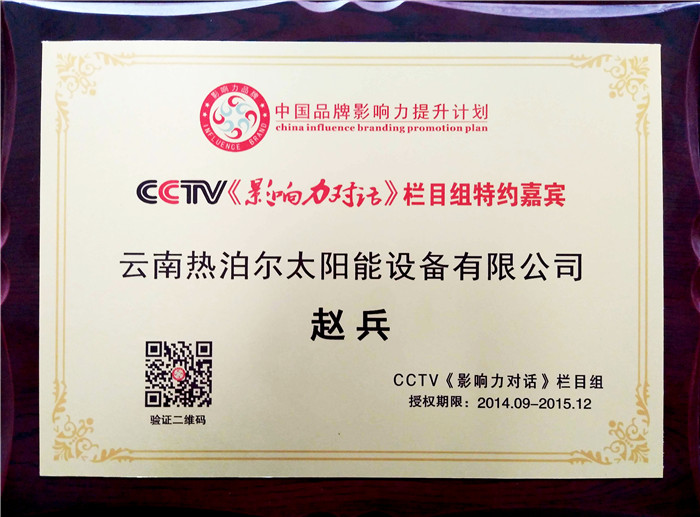 影响力品牌
INFLUENCE BRAND
中国品牌影响力提升计划
china influence branding promotion plan
CCTV《影响力对话》栏目组特约嘉宾
云南热泊尔太阳能设备有限公司
赵兵
验证二维码
CCTV《影响力对话》栏目组
授权期限：2014.09-2015.12